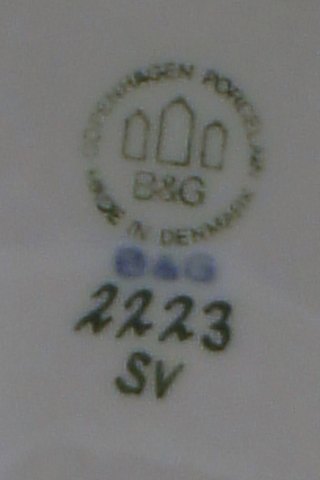 COPENHAGEN PORCELAIN
B&G
MADE IN DENMARK
B&G
2223
SV